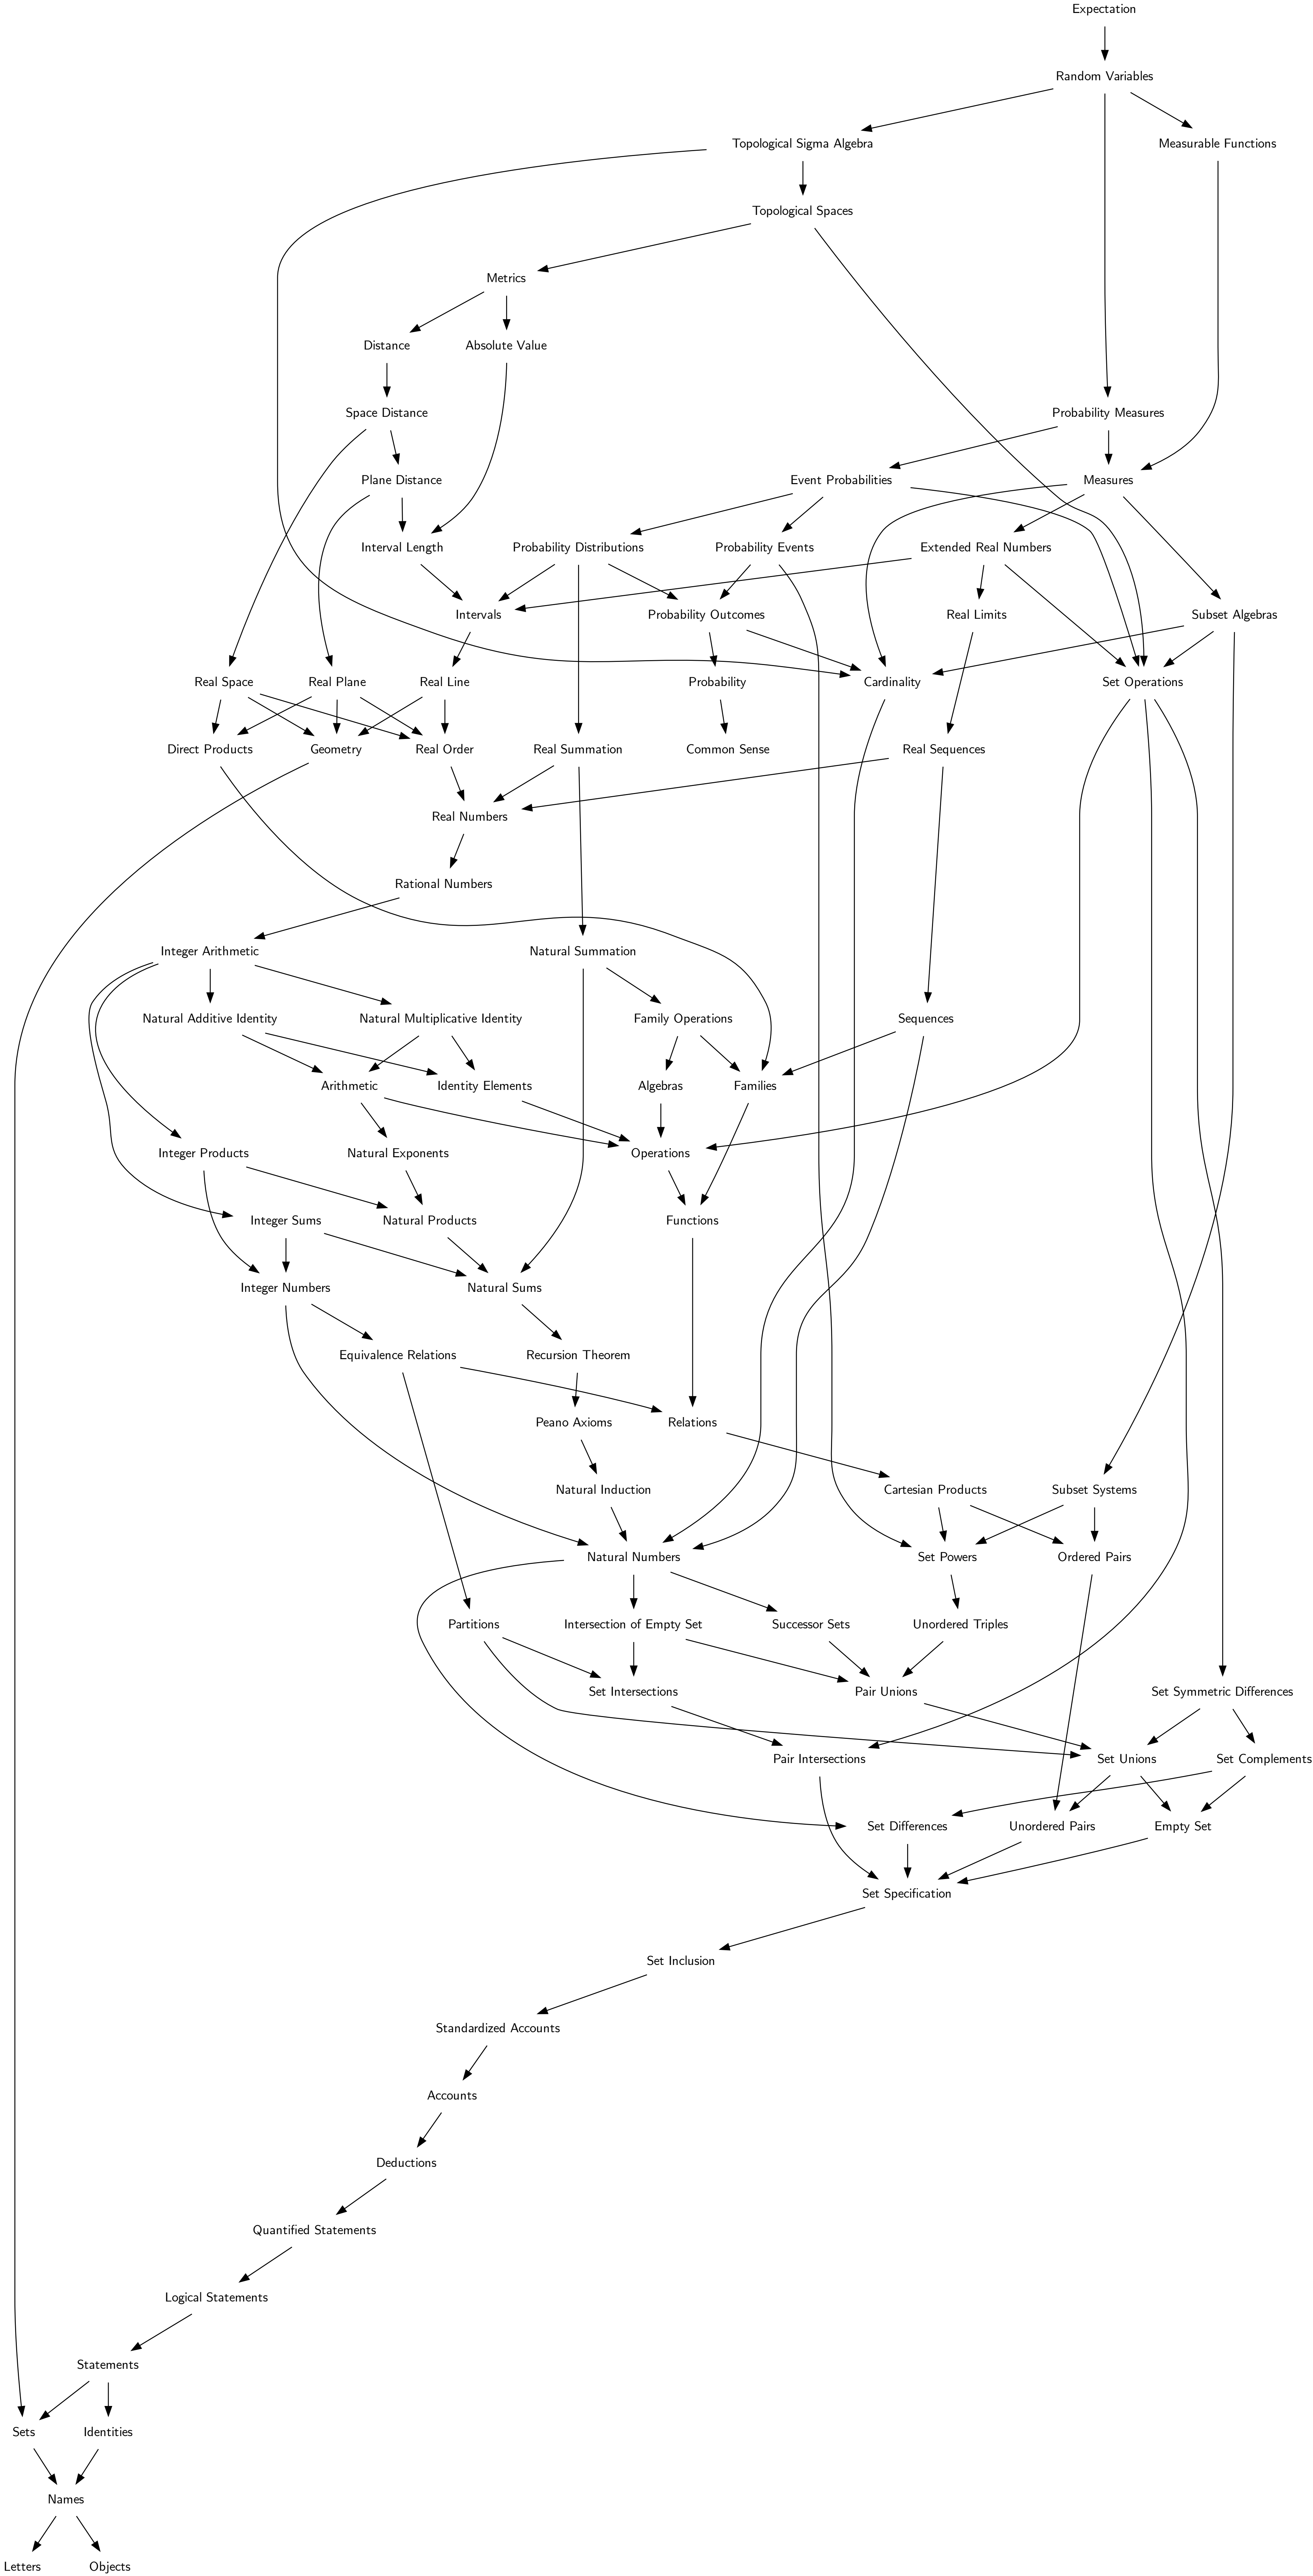 Expectation
Random Variables
Topological Sigma Algebra
Measurable Functions
Topological Spaces
Metrics
Distance
Absolute Value
Space Distance
Probability Measures
Plane Distance
Event Probabilities
Measures
Interval Length
Probability Distributions
Probability Events
Extended Real Numbers
Intervals
Probability Outcomes
Real Limits
Subset Algebras
Real Space
Real Plane
Real Line
Probability
Cardinality
Set Operations
Direct Products
Geometry
Real Order
Real Summation
Common Sense
Real Sequences
Real Numbers
Rational Numbers
Integer Arithmetic
Natural Summation
Natural Additive Identity
Natural Multiplicative Identity
Family Operations
Sequences
Arithmetic
Identity Elements
Algebras
Families
Integer Products
Natural Exponents
Operations
Integer Sums
Natural Products
Functions
Integer Numbers
Natural Sums
Equivalence Relations
Recursion Theorem
Peano Axioms
Relations
Natural Induction
Cartesian Products
Subset Systems
Natural Numbers
Set Powers
Ordered Pairs
Partitions
Intersection of Empty Set
Successor Sets
Unordered Triples
Set Intersections
Pair Unions
Set Symmetric Differences
Pair Intersections
Set Unions
Set Complements
Set Differences
Unordered Pairs
Empty Set
Set Specification
Set Inclusion
Standardized Accounts
Accounts
Deductions
Quantified Statements
Logical Statements
Statements
Sets
Identities
Names
Letters
Objects